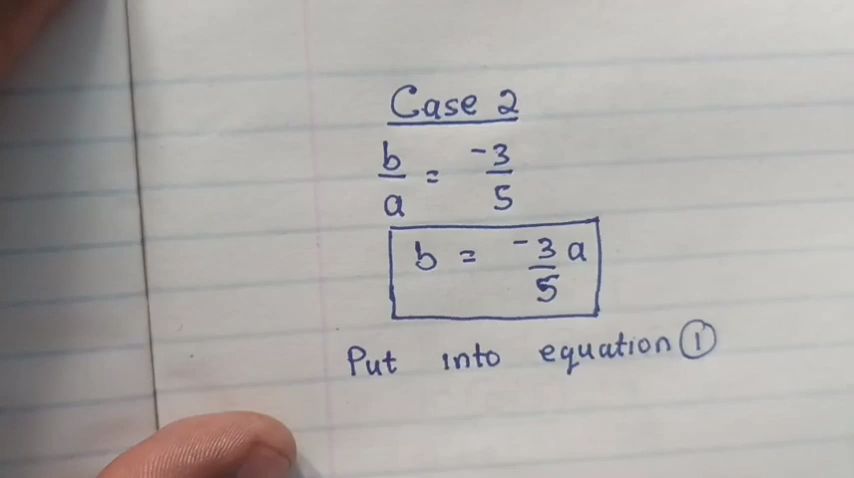 Case 2
b/a = -3/5
b = -3/5 a
Put into equation ①